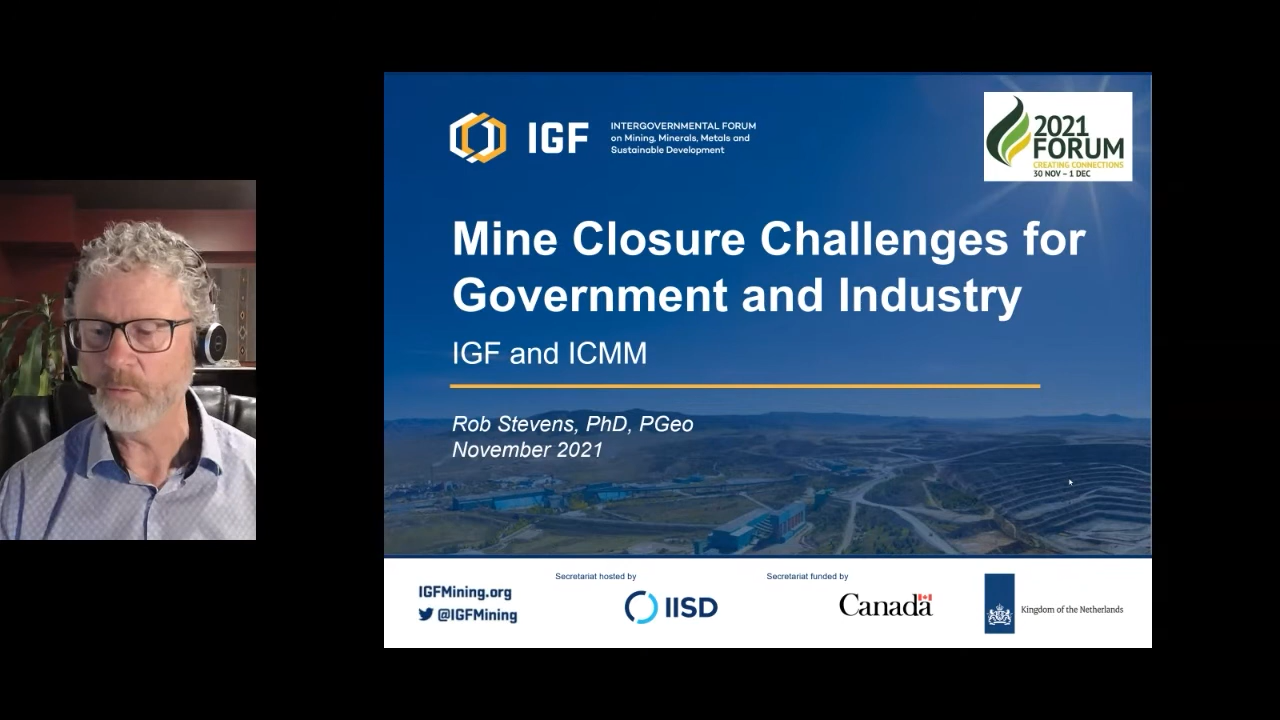 IGF
INTERGOVERNMENTAL FORUM
on Mining, Minerals, Metals and
Sustainable Development
2021
FORUM
CREATING CONNECTIONS
30 NOV – 1 DEC
Mine Closure Challenges for
Government and Industry
IGF and ICMM
Rob Stevens, PhD, PGeo
November 2021
IGFMining.org
@IGFMining
Secretariat hosted by
IISD
Secretariat funded by
Canada
Kingdom of the Netherlands